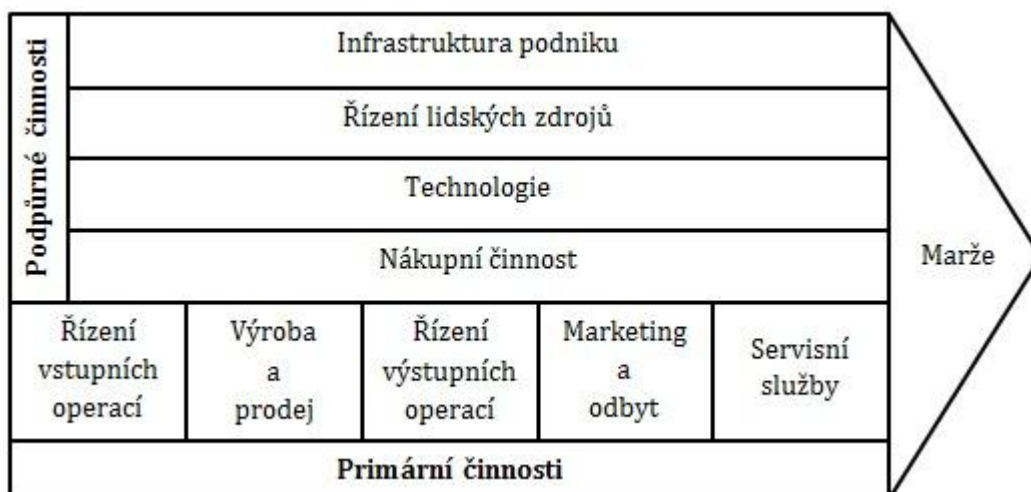 Podpůrné činnosti
Infrastruktura podniku
Řízení lidských zdrojů
Technologie
Nákupní činnost
Marže
Řízení
vstupních
operací
Výroba
a
prodej
Řízení
výstupních
operací
Marketing
a
odbyt
Servisní
služby
Primární činnosti